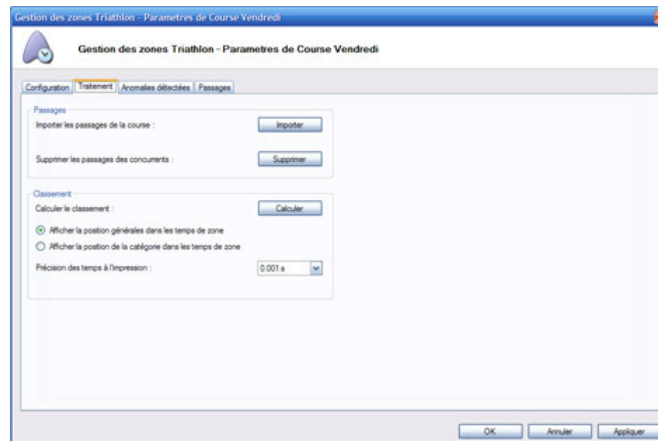 Gestion des zones Triathlon - Parametres de Course Vendredi
Gestion des zones Triathlon - Parametres de Course Vendredi
Configuration Traitement Anomalies détectées Passages
Passages
Importer les passages de la course : Importer
Supprimer les passages des concurrents : Supprimer
Classement
Calculer le classement : Calculer
Afficher la position générales dans les temps de zone
Afficher la position de la catégorie dans les temps de zone
Précision des temps à l'impression : 0.001 s
OK Annuler Appliquer